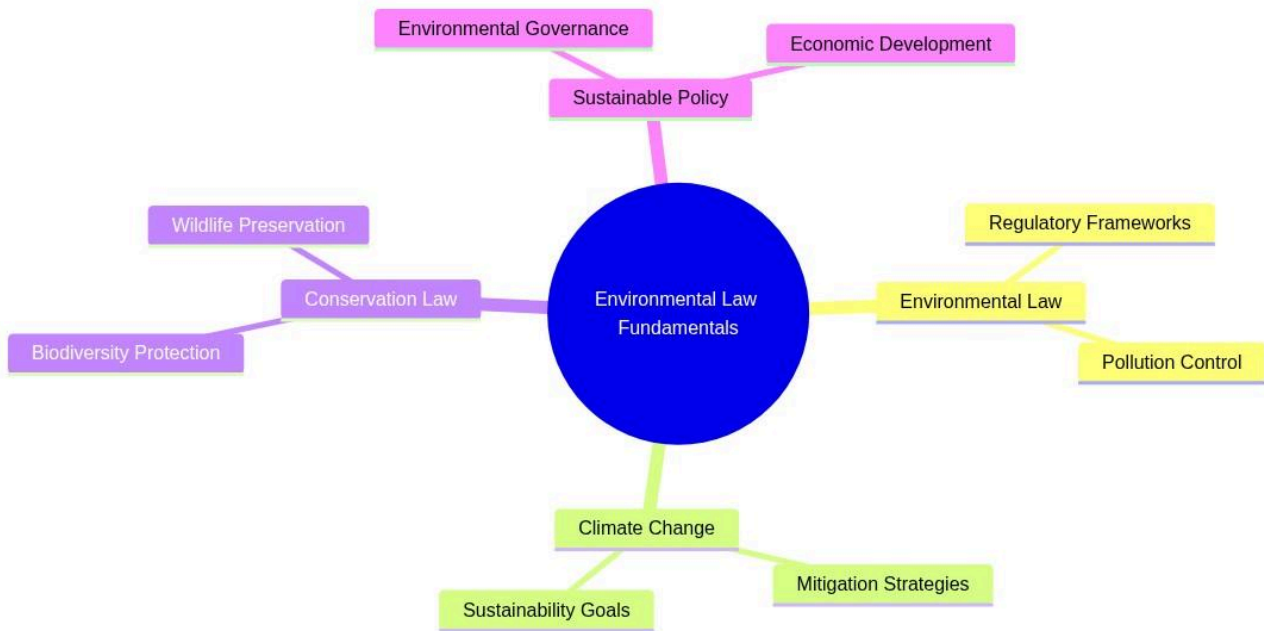 Environmental Governance
Economic Development
Sustainable Policy
Wildlife Preservation
Regulatory Frameworks
Conservation Law
Environmental Law
Fundamentals
Environmental Law
Biodiversity Protection
Pollution Control
Climate Change
Mitigation Strategies
Sustainability Goals